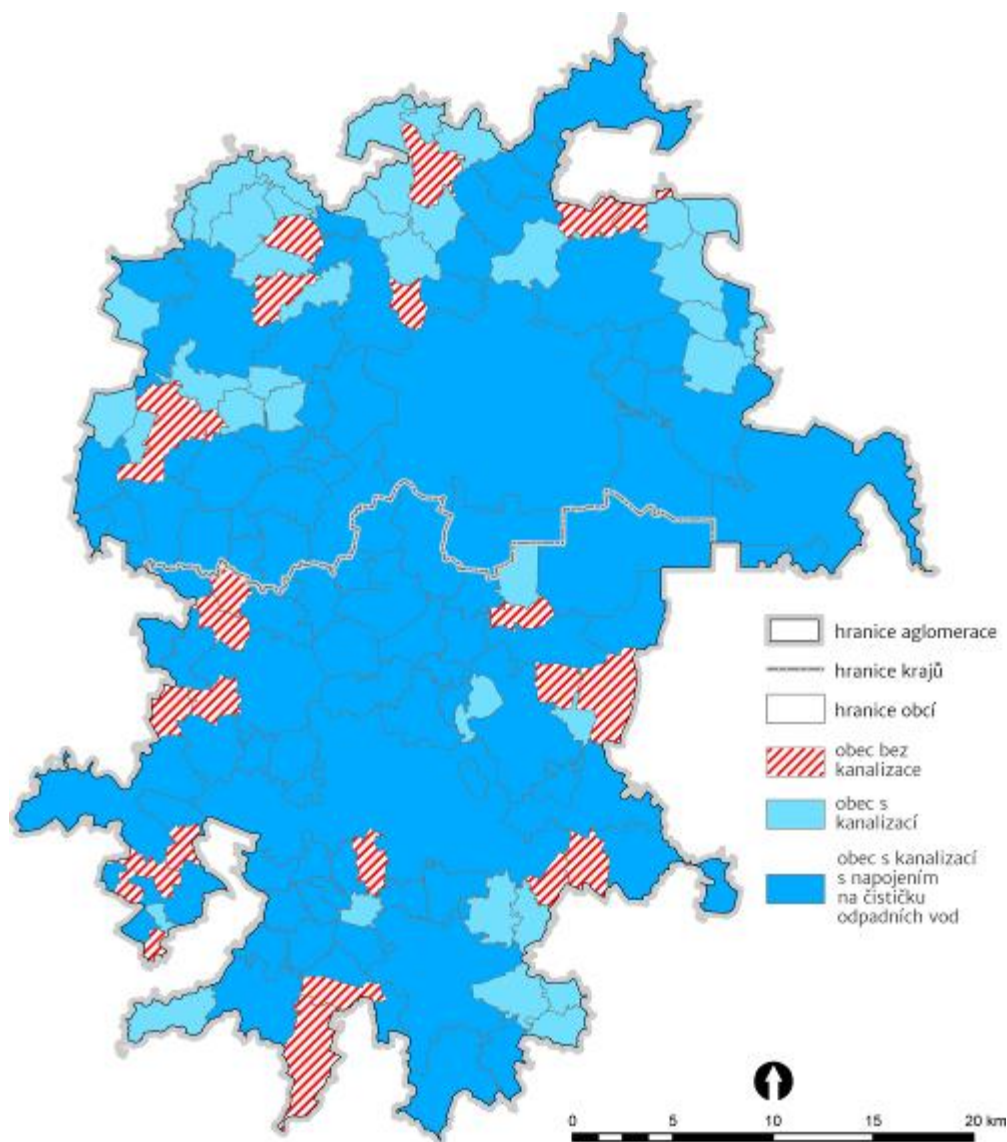 hranice aglomerace
hranice krajů
hranice obcí
obec bez
kanalizace
obec s
kanalizací
obec s kanalizací
s napojením
na čističku
odpadních vod
0 5 10 15 20 km